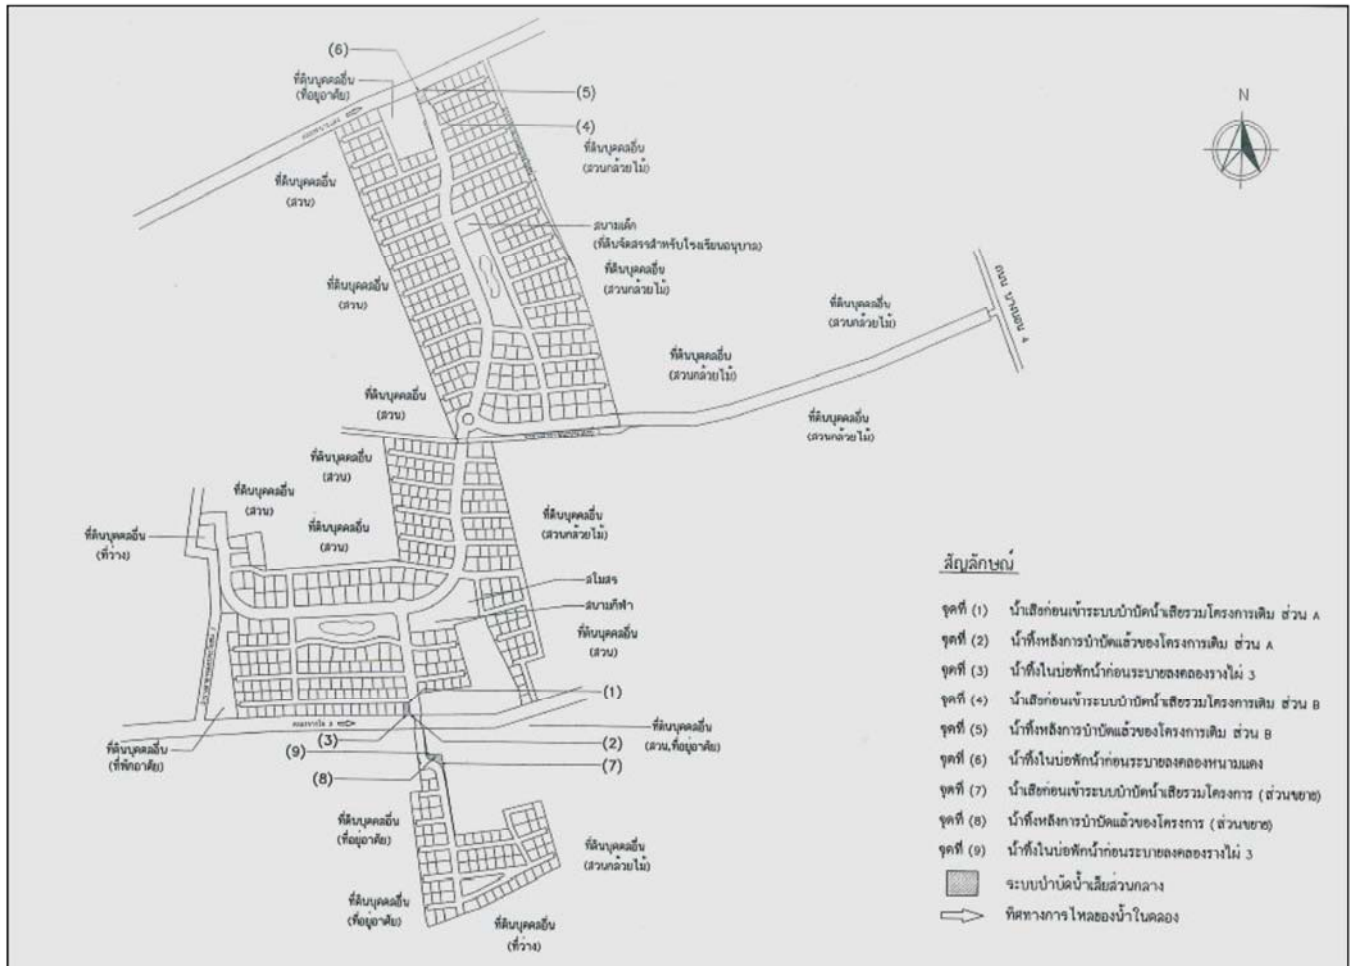 (6)
ที่ดินบุคคลอื่น
(ที่อยู่อาศัย)
(5)
(4)
N
ที่ดินบุคคลอื่น
(สวนกล้วยไม้)
ที่ดินบุคคลอื่น
(สวน)
สนามเด็ก
(ที่ดินจัดสรรสำหรับโรงเรียนอนุบาล)
ที่ดินบุคคลอื่น
(สวนกล้วยไม้)
ที่ดินบุคคลอื่น
(สวน)
ถนน บางบอน 4
ที่ดินบุคคลอื่น
(สวนกล้วยไม้)
ที่ดินบุคคลอื่น
(สวนกล้วยไม้)
ที่ดินบุคคลอื่น
(สวน)
ที่ดินบุคคลอื่น
(สวนกล้วยไม้)
ที่ดินบุคคลอื่น
(สวน)
ที่ดินบุคคลอื่น
(สวน)
ที่ดินบุคคลอื่น
(สวน)
ที่ดินบุคคลอื่น
(สวนกล้วยไม้)
ที่ดินบุคคลอื่น
(ที่ว่าง)
สโมสร
สนามกีฬา
ที่ดินบุคคลอื่น
(สวน)
(1)
(3)
(2)
ที่ดินบุคคลอื่น
(สวน,ที่อยู่อาศัย)
ที่ดินบุคคลอื่น
(ที่พักอาศัย)
(9)
(7)
(8)
ที่ดินบุคคลอื่น
(ที่อยู่อาศัย)
ที่ดินบุคคลอื่น
(สวนกล้วยไม้)
ที่ดินบุคคลอื่น
(ที่อยู่อาศัย)
ที่ดินบุคคลอื่น
(ที่ว่าง)
สัญลักษณ์
จุดที่ (1) น้ำเสียก่อนเข้าระบบบำบัดน้ำเสียรวมโครงการเดิม ส่วน A
จุดที่ (2) น้ำทิ้งหลังการบำบัดแล้วของโครงการเดิม ส่วน A
จุดที่ (3) น้ำทิ้งในบ่อพักน้ำก่อนระบายลงคลองรางไผ่ 3
จุดที่ (4) น้ำเสียก่อนเข้าระบบบำบัดน้ำเสียรวมโครงการเดิม ส่วน B
จุดที่ (5) น้ำทิ้งหลังการบำบัดแล้วของโครงการเดิม ส่วน B
จุดที่ (6) น้ำทิ้งในบ่อพักน้ำก่อนระบายลงคลองหนามแดง
จุดที่ (7) น้ำเสียก่อนเข้าระบบบำบัดน้ำเสียรวมโครงการ (ส่วนขยาย)
จุดที่ (8) น้ำทิ้งหลังการบำบัดแล้วของโครงการ (ส่วนขยาย)
จุดที่ (9) น้ำทิ้งในบ่อพักน้ำก่อนระบายลงคลองรางไผ่ 3
ระบบบำบัดน้ำเสียส่วนกลาง
ทิศทางการไหลของน้ำในคลอง